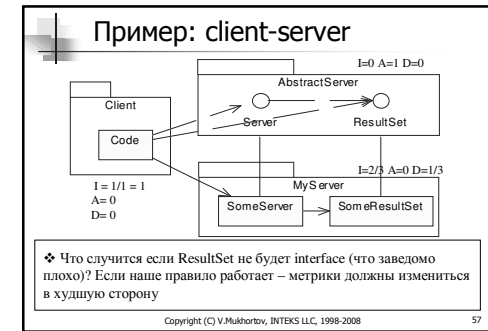 Пример: client-server
I=0 A=1 D=0
AbstractServer
Client
Server
ResultSet
Code
I = 1/1 = 1
A= 0
D= 0
I=2/3 A=0 D=1/3
MyServer
SomeServer
SomeResultSet
❖ Что случится если ResultSet не будет interface (что заведомо
плохо)? Если наше правило работает – метрики должны измениться
в худшую сторону
Copyright (C) V.Mukhortov, INTEKS LLC, 1998-2008
57